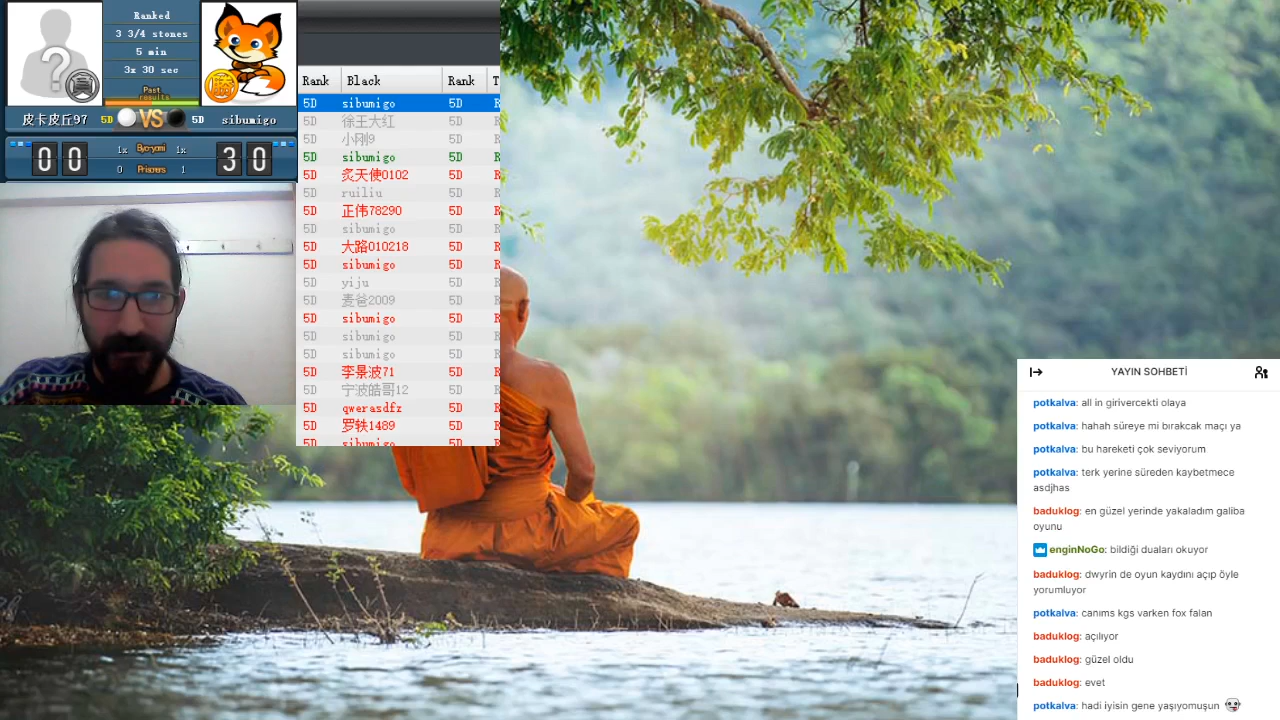 Ranked
3 3/4 stones
5 min
3x 30 sec
Past results
皮卡皮丘97 5D VS 5D sibumigo
00 1x Byo-yomi 1x 30
0 Prisoners 1
Rank Black Rank T
5D sibumigo 5D R
5D 徐王大红 5D R
5D 小刚9 5D R
5D sibumigo 5D R
5D 炙天使0102 5D R
5D ruiliu 5D R
5D 正伟78290 5D R
5D sibumigo 5D R
5D 大路010218 5D R
5D sibumigo 5D R
5D yiju 5D R
5D 麦爸2009 5D R
5D sibumigo 5D R
5D sibumigo 5D R
5D sibumigo 5D R
5D 李景波71 5D R
5D 宁波皓哥12 5D R
5D qwerasdfz 5D R
5D 罗轶1489 5D R
5D sibumigo 5D R
YAYIN SOHBETİ
potkalva: all in girivercekti olaya
potkalva: hahah süreye mi bırakcak maçı ya
potkalva: bu hareketi çok seviyorum
potkalva: terk yerine süreden kaybetmece
asdjhas
baduklog: en güzel yerinde yakaladım galiba
oyunu
enginNoGo: bildiği duaları okuyor
baduklog: dwyrin de oyun kaydını açıp öyle
yorumluyor
potkalva: canıms kgs varken fox falan
baduklog: açılıyor
baduklog: güzel oldu
baduklog: evet
potkalva: hadi iyisin gene yaşıyomuşun